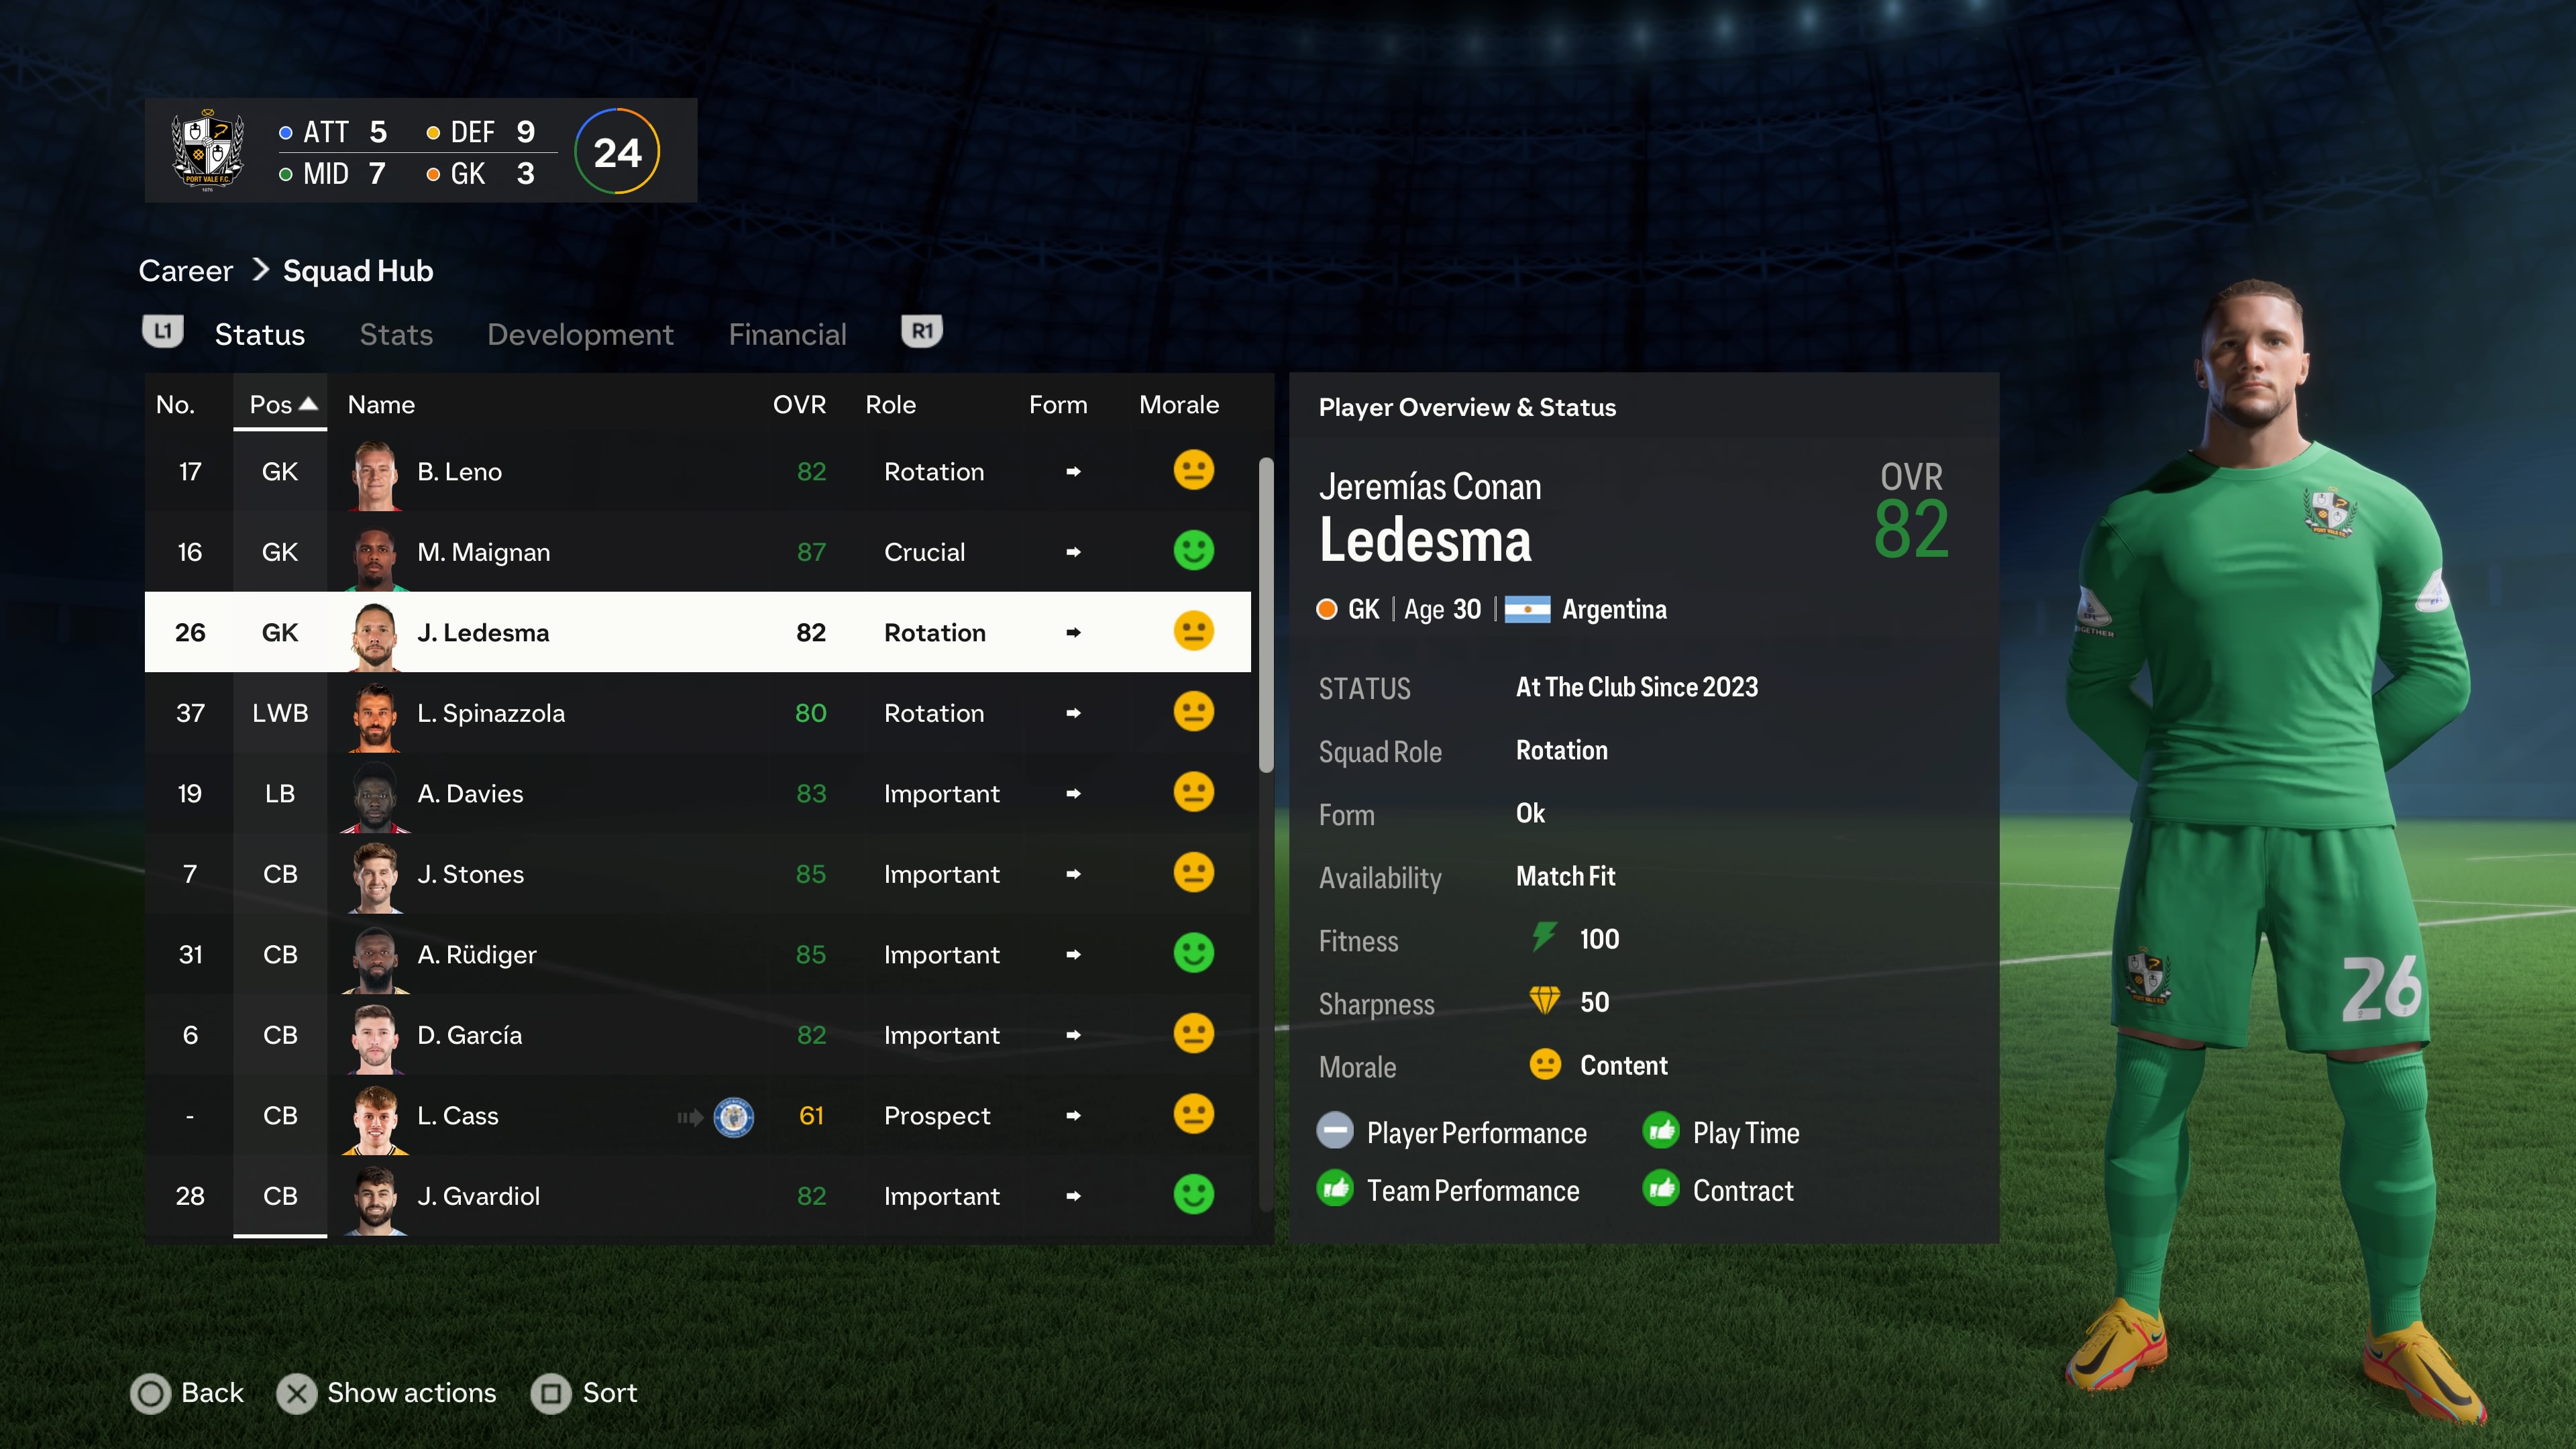 ATT 5 DEF 9
MID 7 GK 3
24
PORT VALE F.C.
1876
Career > Squad Hub
L1 Status Stats Development Financial R1
No. Pos Name OVR Role Form Morale
17 GK B. Leno 82 Rotation
16 GK M. Maignan 87 Crucial
26 GK J. Ledesma 82 Rotation
37 LWB L. Spinazzola 80 Rotation
19 LB A. Davies 83 Important
7 CB J. Stones 85 Important
31 CB A. Rüdiger 85 Important
6 CB D. García 82 Important
- CB L. Cass 61 Prospect
28 CB J. Gvardiol 82 Important
Player Overview & Status
Jeremías Conan
Ledesma
OVR
82
GK | Age 30 | Argentina
STATUS At The Club Since 2023
Squad Role Rotation
Form Ok
Availability Match Fit
Fitness 100
Sharpness 50
Morale Content
Player Performance Play Time
Team Performance Contract
26
Back Show actions Sort